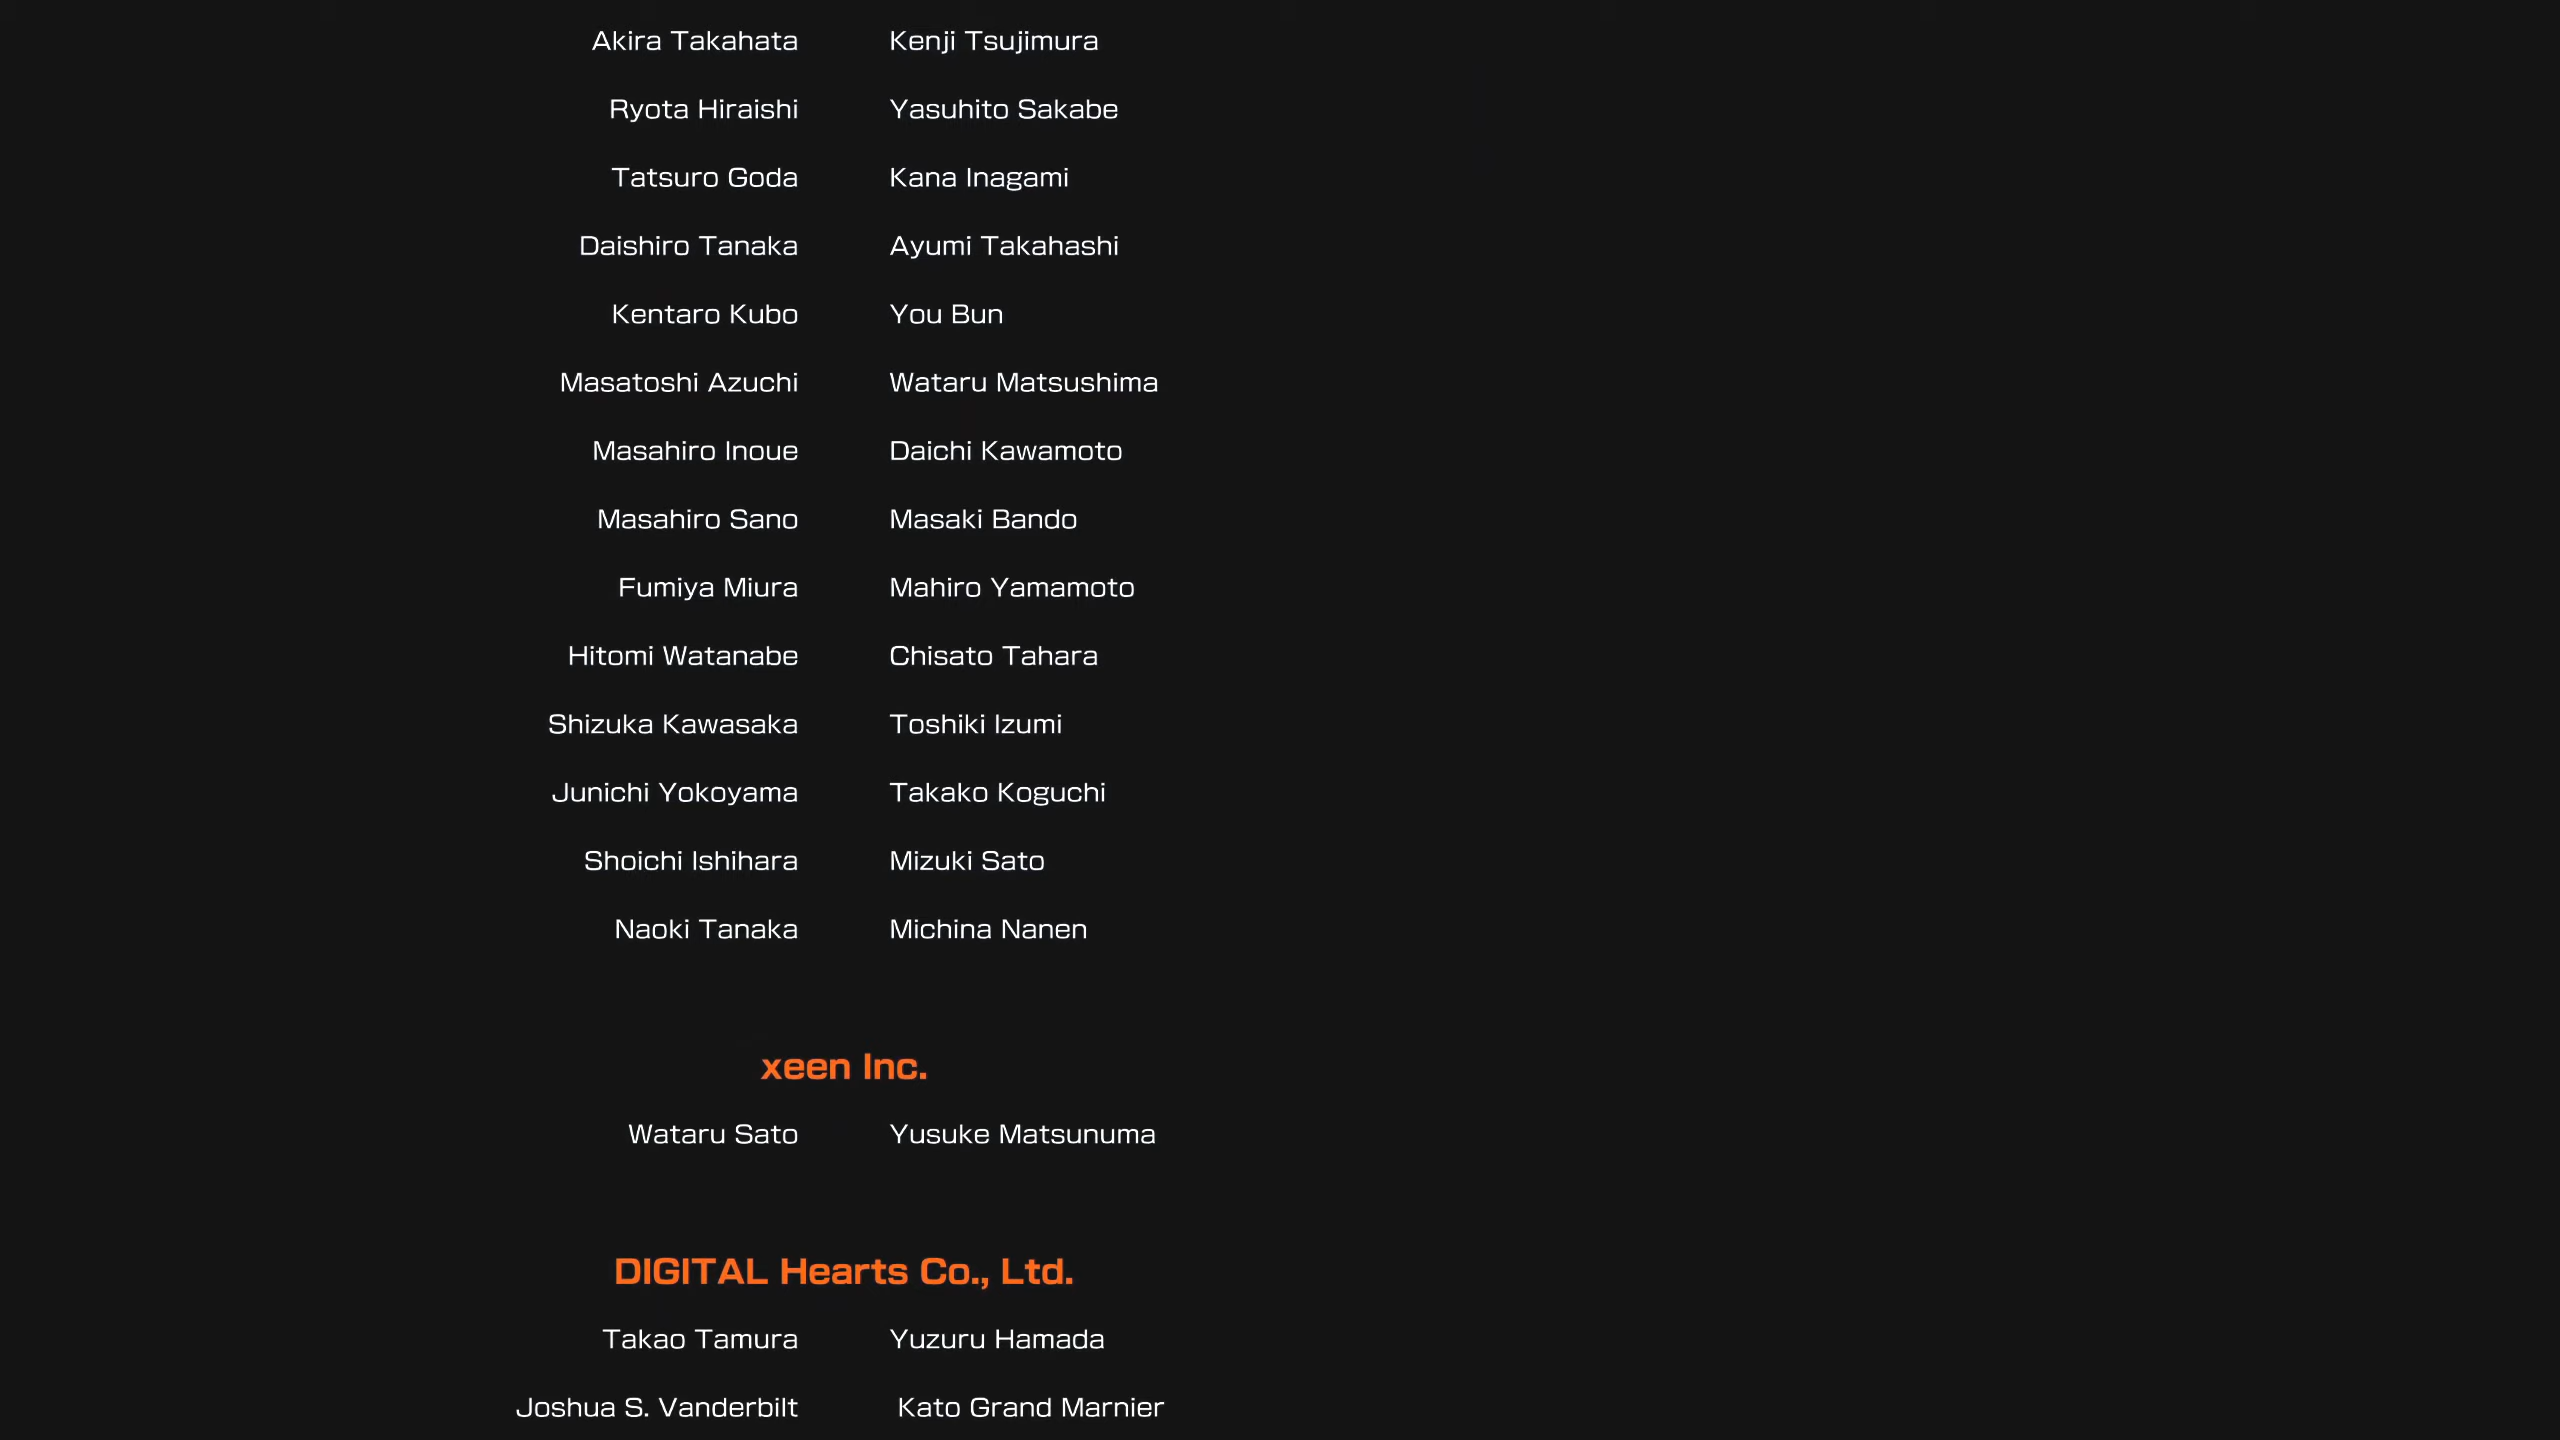 Akira Takahata Kenji Tsujimura
Ryota Hiraishi Yasuhito Sakabe
Tatsuro Goda Kana Inagami
Daishiro Tanaka Ayumi Takahashi
Kentaro Kubo You Bun
Masatoshi Azuchi Wataru Matsushima
Masahiro Inoue Daichi Kawamoto
Masahiro Sano Masaki Bando
Fumiya Miura Mahiro Yamamoto
Hitomi Watanabe Chisato Tahara
Shizuka Kawasaka Toshiki Izumi
Junichi Yokoyama Takako Koguchi
Shoichi Ishihara Mizuki Sato
Naoki Tanaka Michina Nanen
xeen Inc.
Wataru Sato Yusuke Matsunuma
DIGITAL Hearts Co., Ltd.
Takao Tamura Yuzuru Hamada
Joshua S. Vanderbilt Kato Grand Marnier